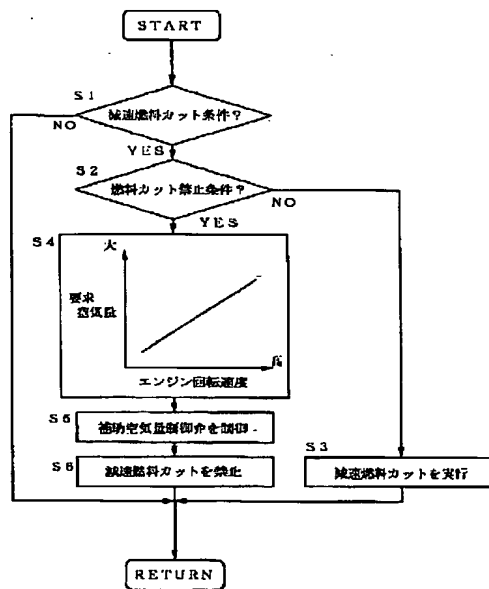 START
S1
減速燃料カット条件?
NO
YES
S2
燃料カット禁止条件?
NO
YES
S4
大
要求
空気量
高
エンジン回転速度
S5
補助空気量制御弁を制御
S6
減速燃料カットを禁止
S3
減速燃料カットを実行
RETURN